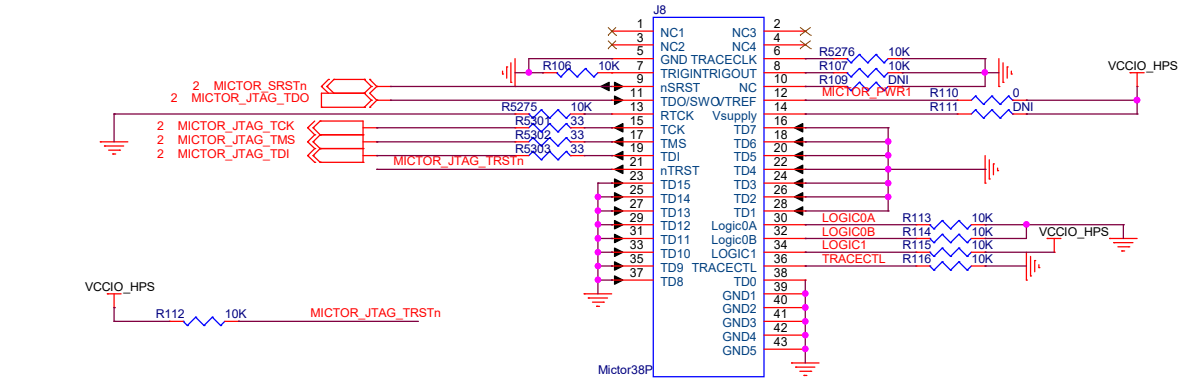 J8
1 NC1 NC3 2
3 NC2 NC4 4
5 GND TRACECLK 6 R5276 10K
R106 10K 7 TRIGIN TRIGOUT 8 R107 10K
VCCIO_HPS
2 MICTOR_SRSTn 9 nSRST NC 10 R109 DNI
2 MICTOR_JTAG_TDO 11 TDO/SWO VTREF 12 MICTOR_PWR1 R110 0
R5275 10K 13 RTCK Vsupply 14 R111 DNI
2 MICTOR_JTAG_TCK R5301 33 15 TCK TD7 16
2 MICTOR_JTAG_TMS R5302 33 17 TMS TD6 18
2 MICTOR_JTAG_TDI R5303 33 19 TDI TD5 20
MICTOR_JTAG_TRSTn 21 nTRST TD4 22
23 TD15 TD3 24
25 TD14 TD2 26
27 TD13 TD1 28
29 TD12 Logic0A 30 LOGIC0A R113 10K
31 TD11 Logic0B 32 LOGIC0B R114 10K
VCCIO_HPS
33 TD10 LOGIC1 34 LOGIC1 R115 10K
35 TD9 TRACECTL 36 TRACECTL R116 10K
37 TD8 TD0 38
GND1 39
VCCIO_HPS
GND2 40
R112 10K MICTOR_JTAG_TRSTn
GND3 41
GND4 42
GND5 43
Mictor38P